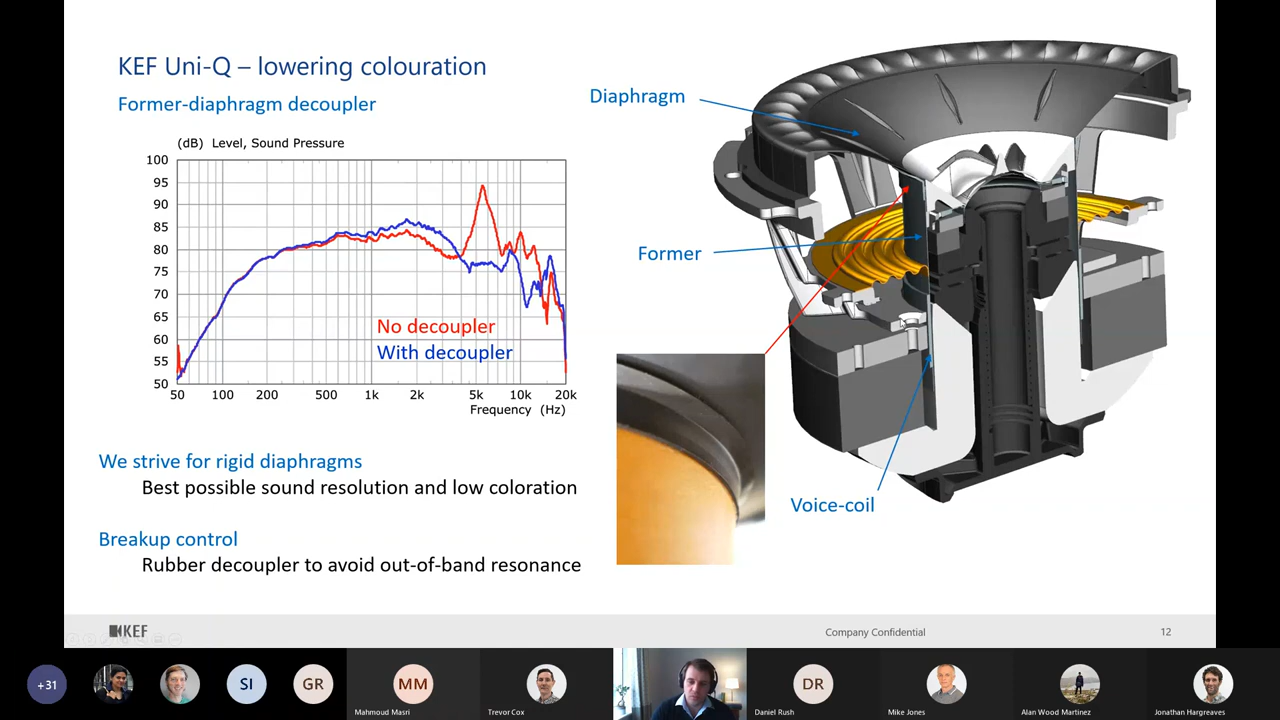 KEF Uni-Q – lowering colouration
Former-diaphragm decoupler
(dB) Level, Sound Pressure
100
95
90
85
80
75
70
65
60
55
50
No decoupler
With decoupler
50 100 200 500 1k 2k 5k 10k 20k
Frequency (Hz)
We strive for rigid diaphragms
Best possible sound resolution and low coloration
Breakup control
Rubber decoupler to avoid out-of-band resonance
Diaphragm
Former
Voice-coil
KEF
Company Confidential
12
+31
SI
GR
MM
Mahmoud Masri
Trevor Cox
DR
Daniel Rush
Mike Jones
Alan Wood Martinez
Jonathan Hargreaves